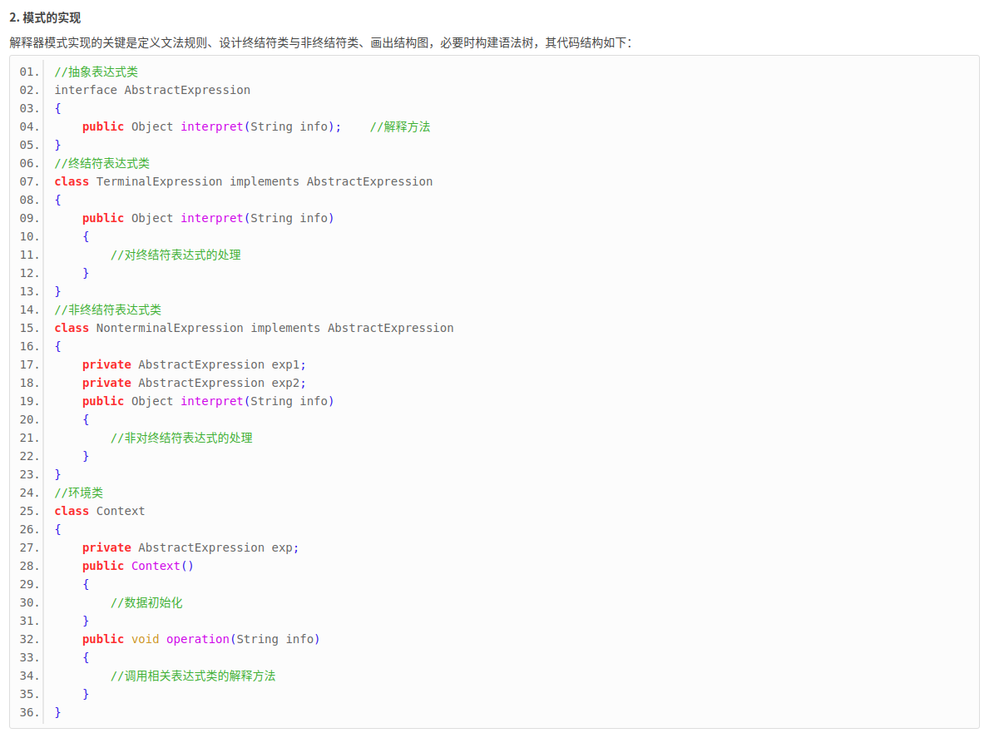 2. 模式的实现
解释器模式实现的关键是定义文法规则、设计终结符类与非终结符类、画出结构图，必要时构建语法树，其代码结构如下：
01. //抽象表达式类
02. interface AbstractExpression
03. {
04.     public Object interpret(String info);    //解释方法
05. }
06. //终结符表达式类
07. class TerminalExpression implements AbstractExpression
08. {
09.     public Object interpret(String info)
10.     {
11.         //对终结符表达式的处理
12.     }
13. }
14. //非终结符表达式类
15. class NonterminalExpression implements AbstractExpression
16. {
17.     private AbstractExpression exp1;
18.     private AbstractExpression exp2;
19.     public Object interpret(String info)
20.     {
21.         //非对终结符表达式的处理
22.     }
23. }
24. //环境类
25. class Context
26. {
27.     private AbstractExpression exp;
28.     public Context()
29.     {
30.         //数据初始化
31.     }
32.     public void operation(String info)
33.     {
34.         //调用相关表达式类的解释方法
35.     }
36. }